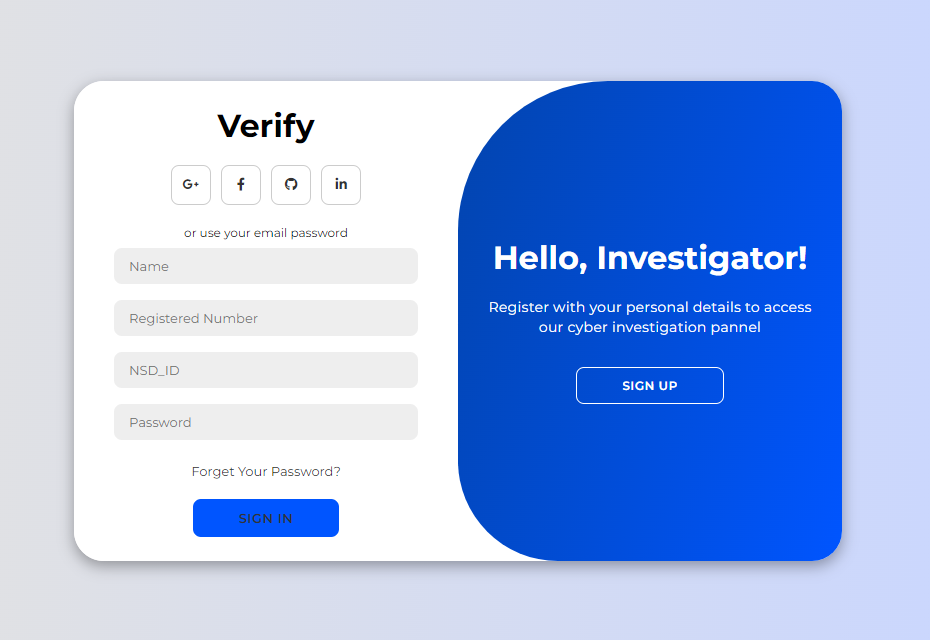 Verify
G+
f
in
or use your email password
Name
Registered Number
NSD_ID
Password
Forget Your Password?
SIGN IN
Hello, Investigator!
Register with your personal details to access
our cyber investigation pannel
SIGN UP